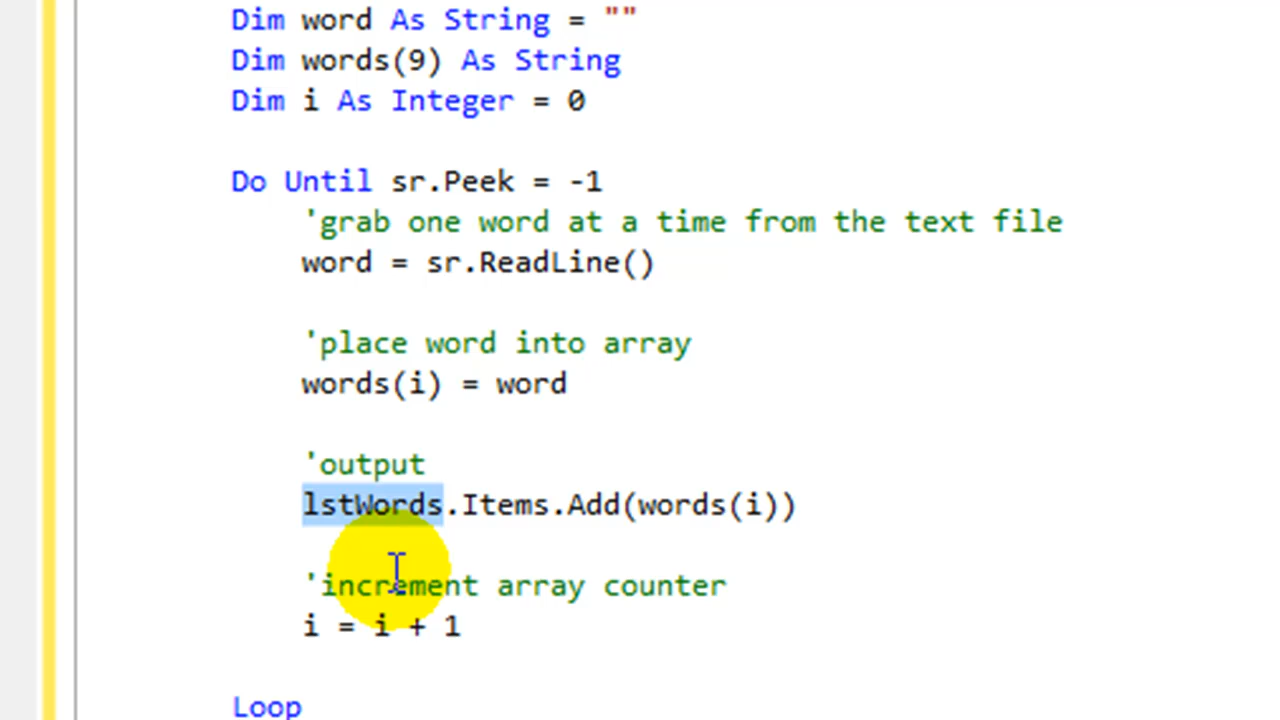 Dim word As String = ""
Dim words(9) As String
Dim i As Integer = 0
Do Until sr.Peek = -1
'grab one word at a time from the text file
word = sr.ReadLine()
'place word into array
words(i) = word
'output
lstWords.Items.Add(words(i))
'increment array counter
i = i + 1
Loop